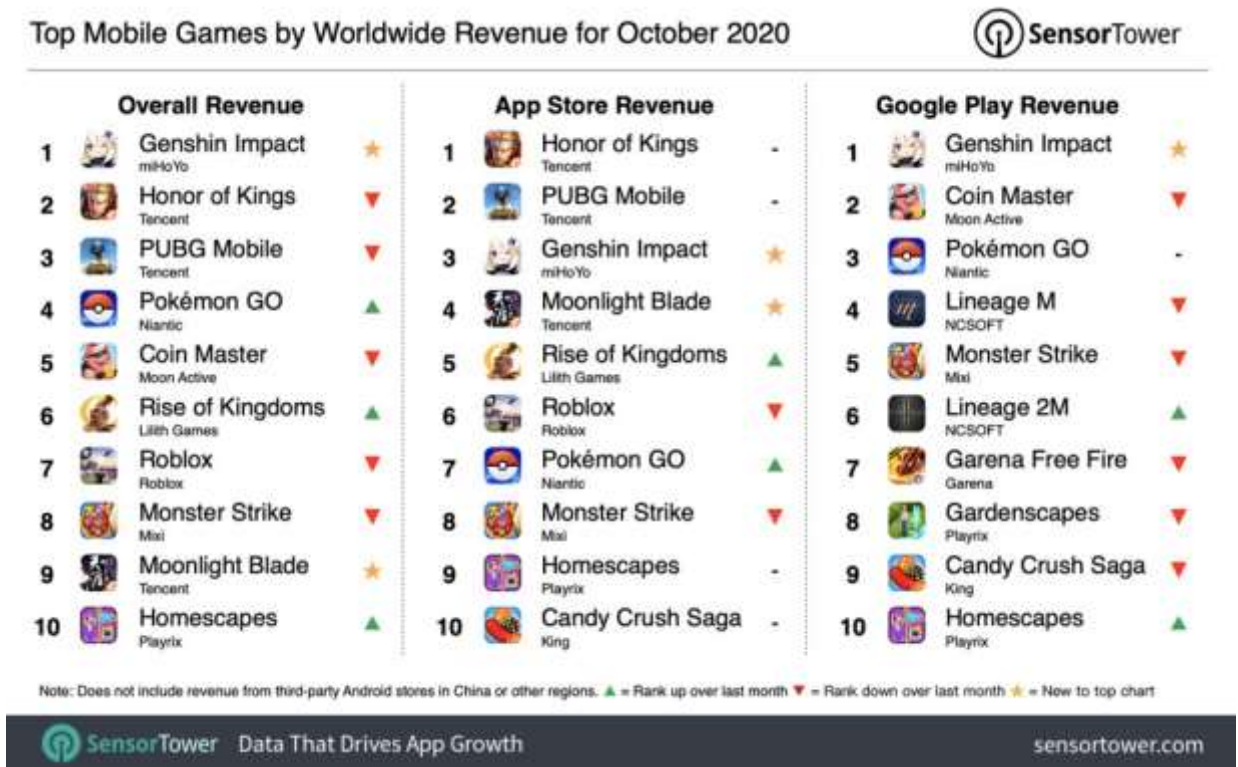 Top Mobile Games by Worldwide Revenue for October 2020
SensorTower
Overall Revenue
1
Genshin Impact
miHoYo
2
Honor of Kings
Tencent
3
PUBG Mobile
Tencent
4
Pokémon GO
Niantic
5
Coin Master
Moon Active
6
Rise of Kingdoms
Lilith Games
7
Roblox
Roblox
8
Monster Strike
Mixi
9
Moonlight Blade
Tencent
10
Homescapes
Playrix
App Store Revenue
1
Honor of Kings
Tencent
-
2
PUBG Mobile
Tencent
-
3
Genshin Impact
miHoYo
4
Moonlight Blade
Tencent
5
Rise of Kingdoms
Lilith Games
6
Roblox
Roblox
7
Pokémon GO
Niantic
8
Monster Strike
Mixi
9
Homescapes
Playrix
-
10
Candy Crush Saga
King
-
Google Play Revenue
1
Genshin Impact
miHoYo
2
Coin Master
Moon Active
3
Pokémon GO
Niantic
-
4
Lineage M
NCSOFT
5
Monster Strike
Mixi
6
Lineage 2M
NCSOFT
7
Garena Free Fire
Garena
8
Gardenscapes
Playrix
9
Candy Crush Saga
King
10
Homescapes
Playrix
Note: Does not include revenue from third-party Android stores in China or other regions. ▲ = Rank up over last month ▼ = Rank down over last month ★ = New to top chart
SensorTower Data That Drives App Growth
sensortower.com